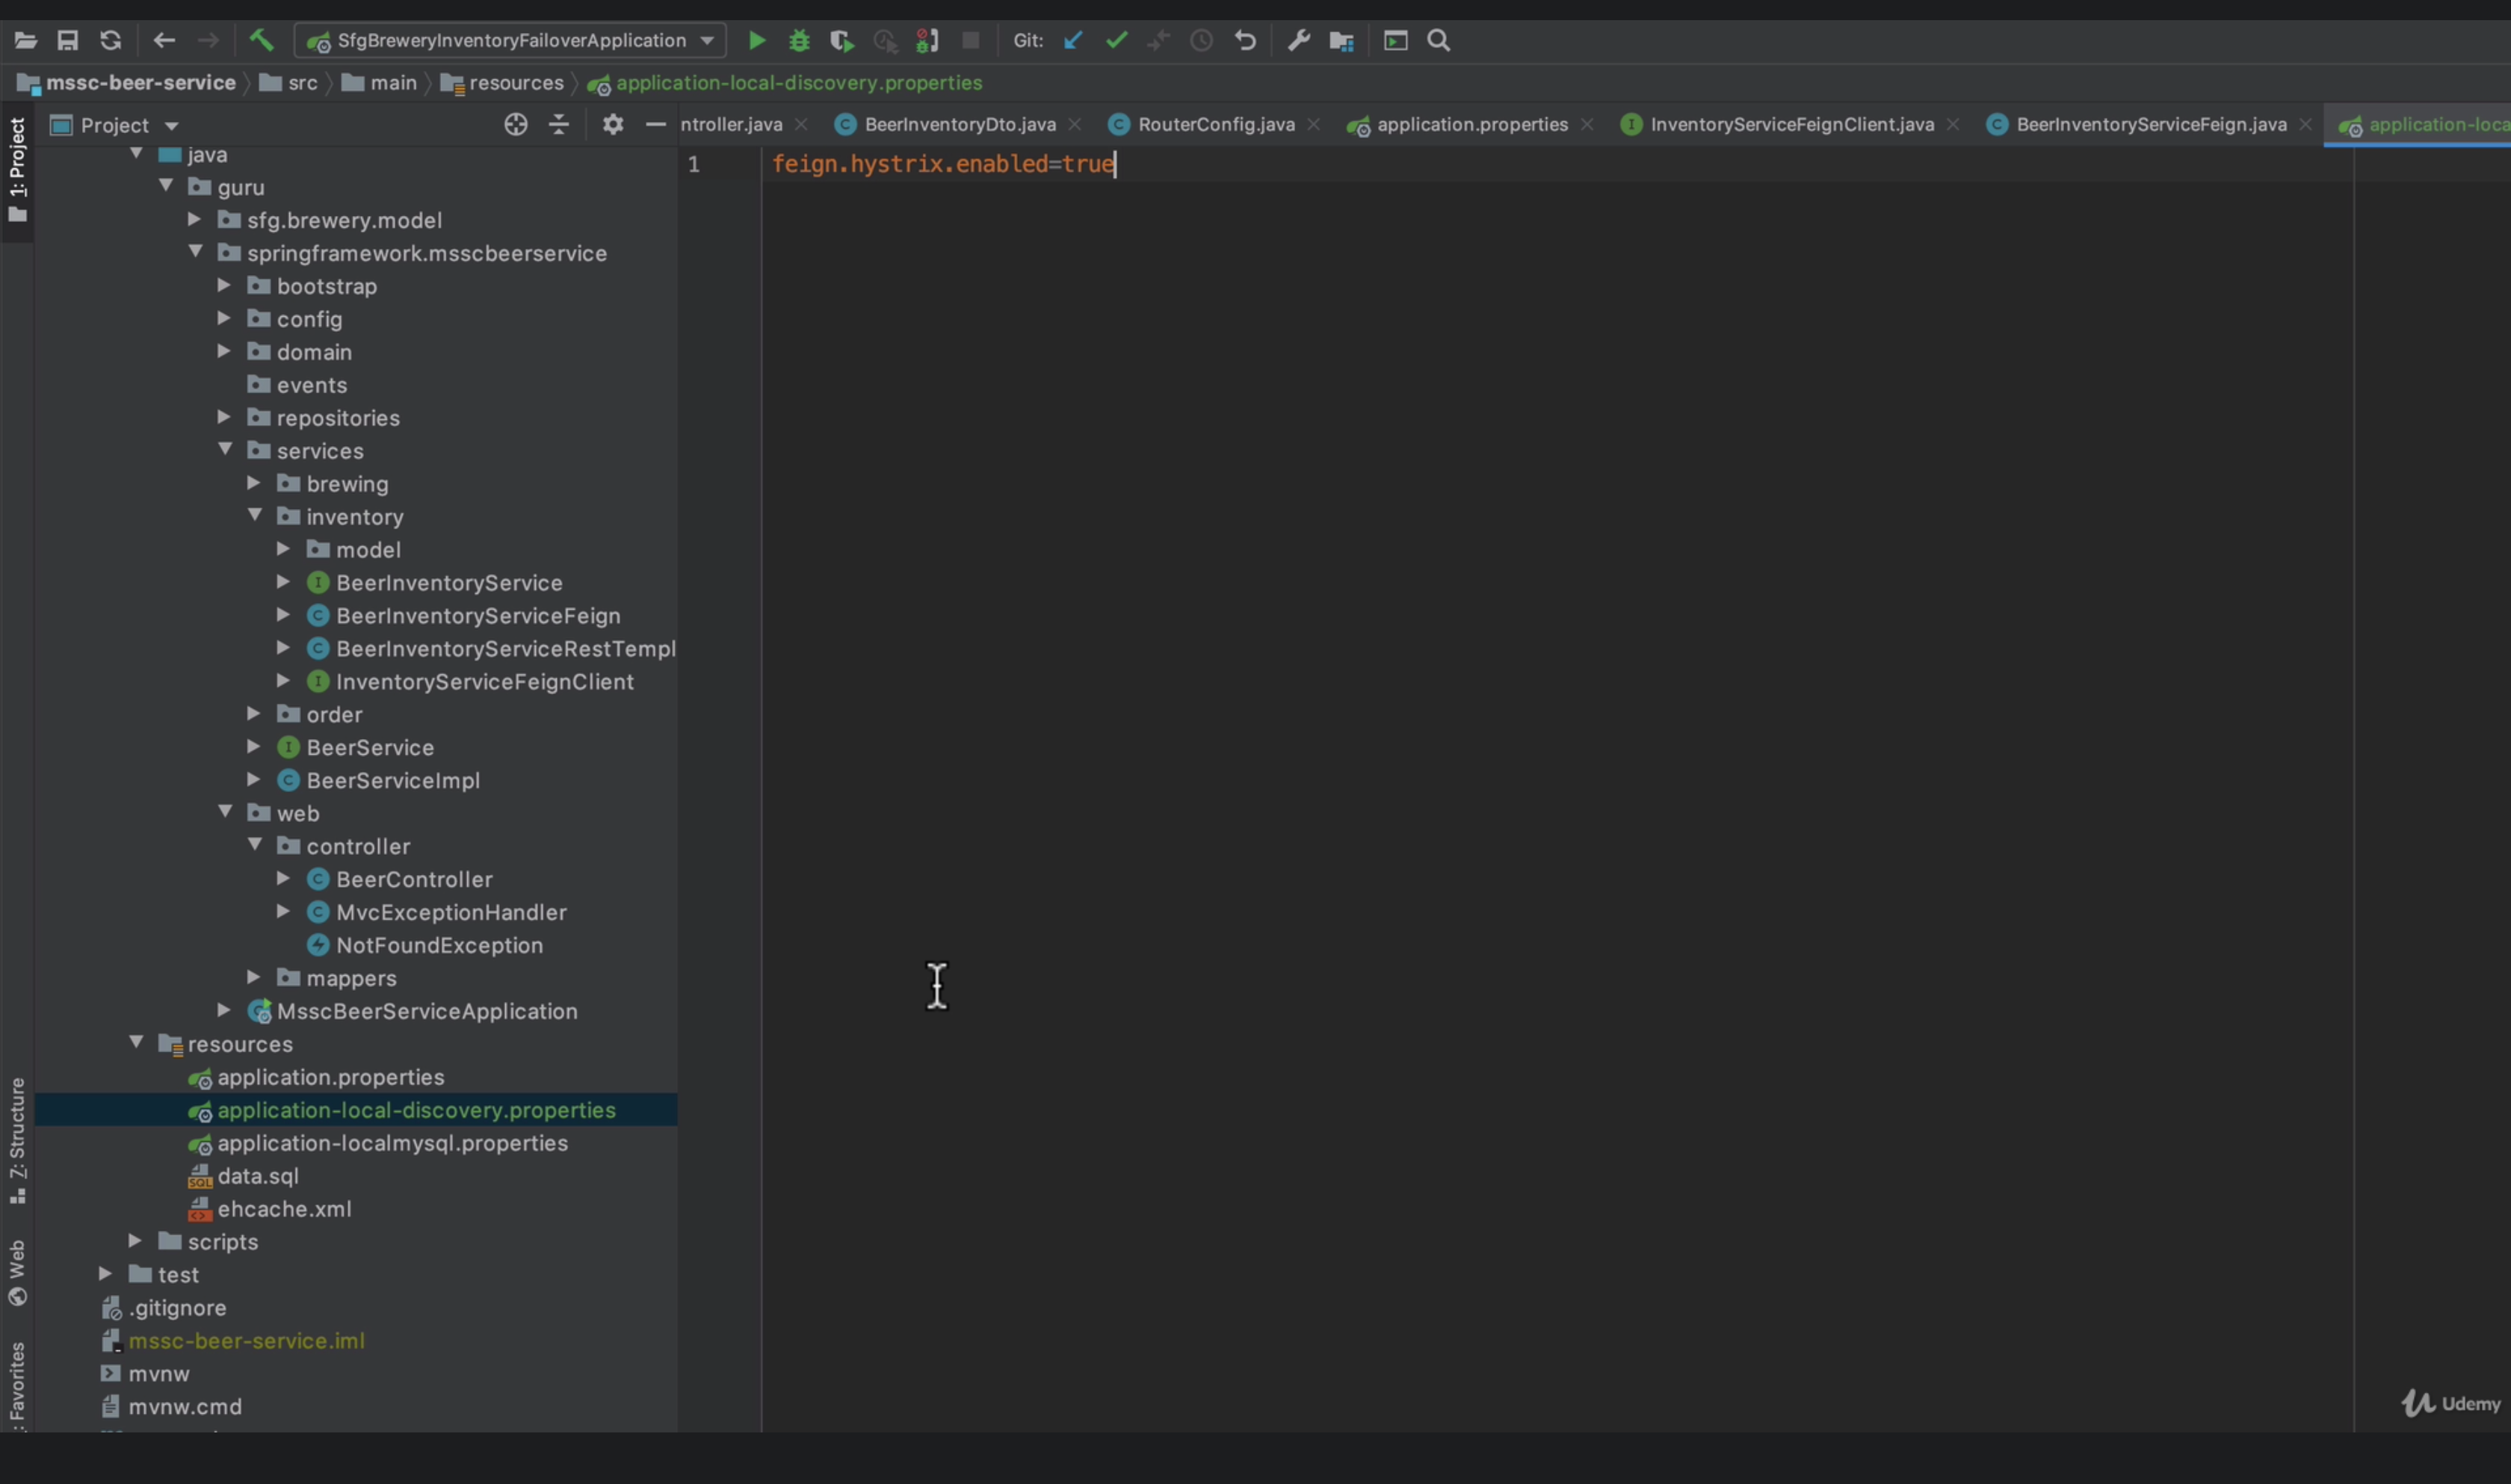 SfgBreweryInventoryFailoverApplication Git:
mssc-beer-service src main resources application-local-discovery.properties
Project
ntroller.java BeerInventoryDto.java RouterConfig.java application.properties InventoryServiceFeignClient.java BeerInventoryServiceFeign.java application-loca
1: Project
java
1 feign.hystrix.enabled=true
guru
sfg.brewery.model
springframework.msscbeerservice
bootstrap
config
domain
events
repositories
services
brewing
inventory
model
BeerInventoryService
BeerInventoryServiceFeign
BeerInventoryServiceRestTempl
InventoryServiceFeignClient
order
BeerService
BeerServiceImpl
web
controller
BeerController
MvcExceptionHandler
NotFoundException
mappers
MsscBeerServiceApplication
resources
application.properties
application-local-discovery.properties
application-localmysql.properties
data.sql
ehcache.xml
scripts
test
.gitignore
mssc-beer-service.iml
mvnw
mvnw.cmd
Z: Structure
Web
Favorites
Udemy